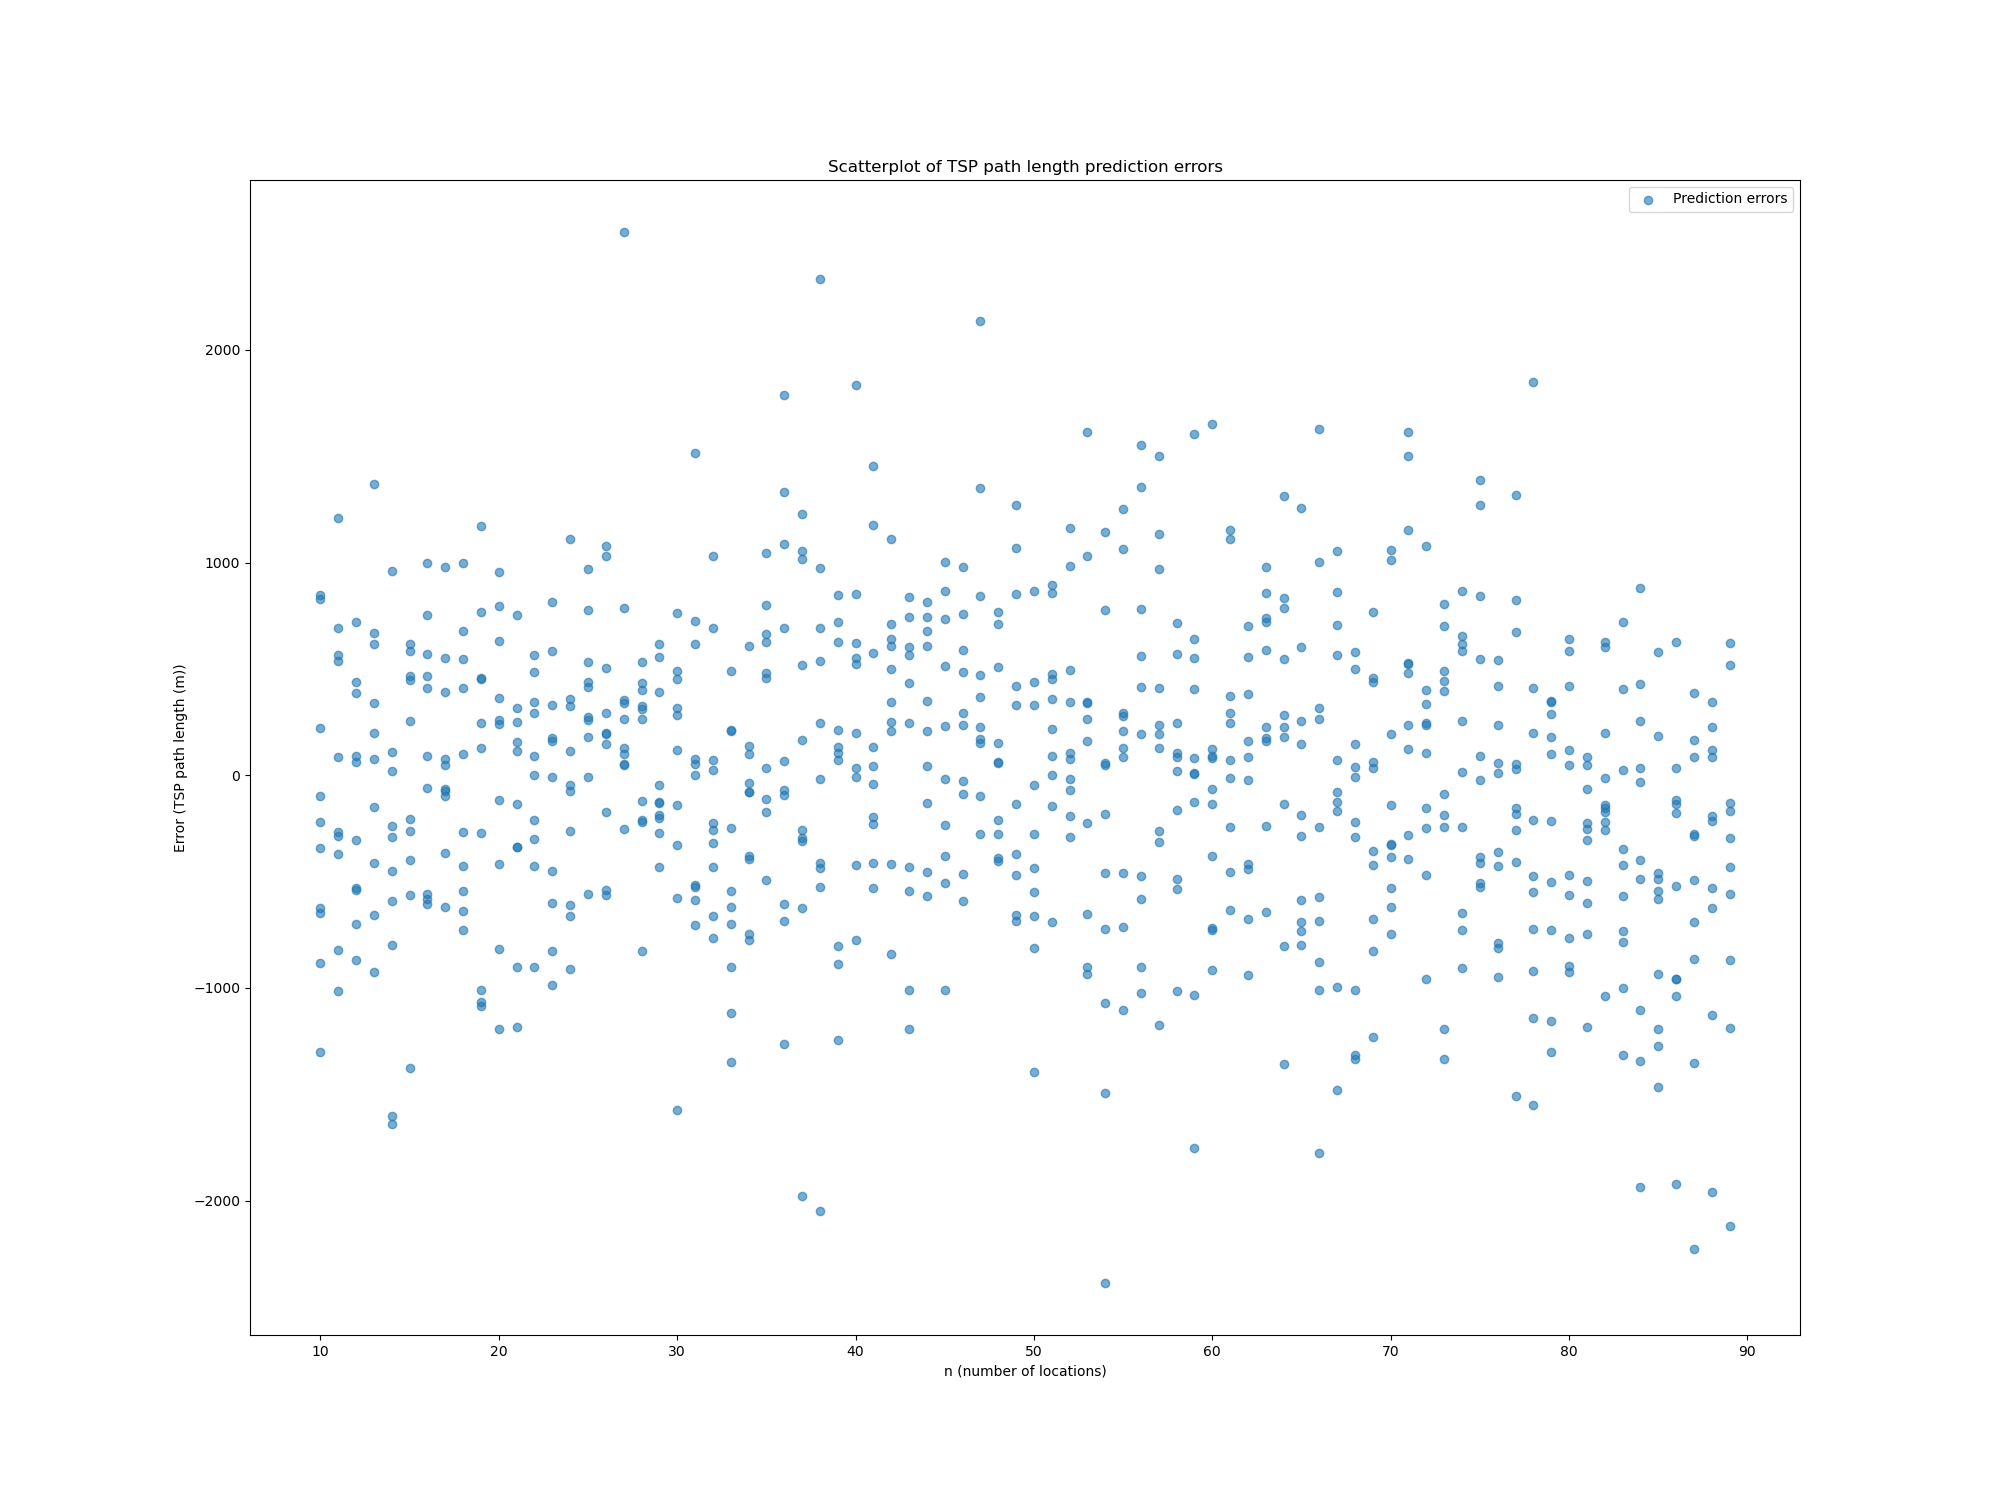 Scatterplot of TSP path length prediction errors
Prediction errors
Error (TSP path length (m))
2000
1000
0
−1000
−2000
10 20 30 40 50 60 70 80 90
n (number of locations)